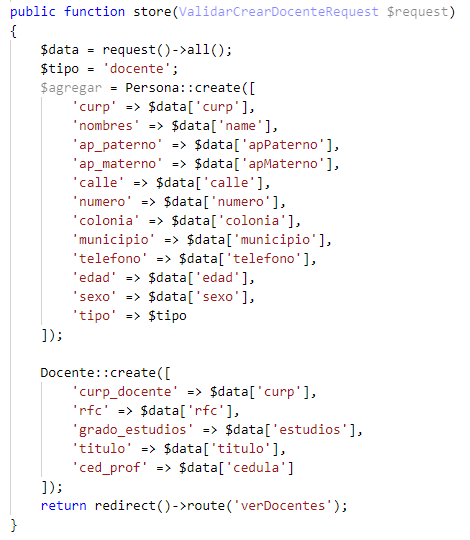 public function store(ValidarCrearDocenteRequest $request)
{
    $data = request()->all();
    $tipo = 'docente';
    $agregar = Persona::create([
        'curp' => $data['curp'],
        'nombres' => $data['name'],
        'ap_paterno' => $data['apPaterno'],
        'ap_materno' => $data['apMaterno'],
        'calle' => $data['calle'],
        'numero' => $data['numero'],
        'colonia' => $data['colonia'],
        'municipio' => $data['municipio'],
        'telefono' => $data['telefono'],
        'edad' => $data['edad'],
        'sexo' => $data['sexo'],
        'tipo' => $tipo
    ]);

    Docente::create([
        'curp_docente' => $data['curp'],
        'rfc' => $data['rfc'],
        'grado_estudios' => $data['estudios'],
        'titulo' => $data['titulo'],
        'ced_prof' => $data['cedula']
    ]);
    return redirect()->route('verDocentes');
}